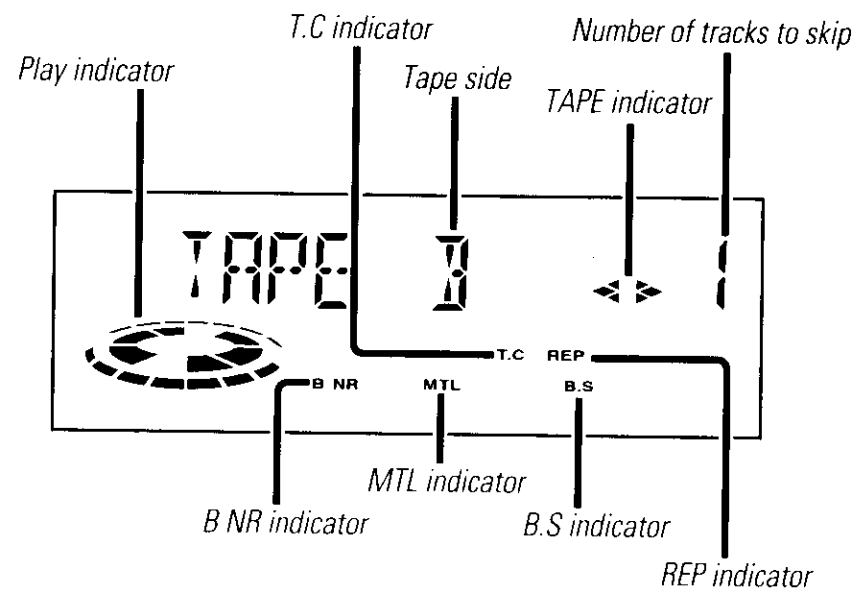 T.C indicator
Number of tracks to skip
Play indicator
Tape side
TAPE indicator
TAPE B 1
T.C REP
B NR MTL B.S
MTL indicator
B NR indicator
B.S indicator
REP indicator